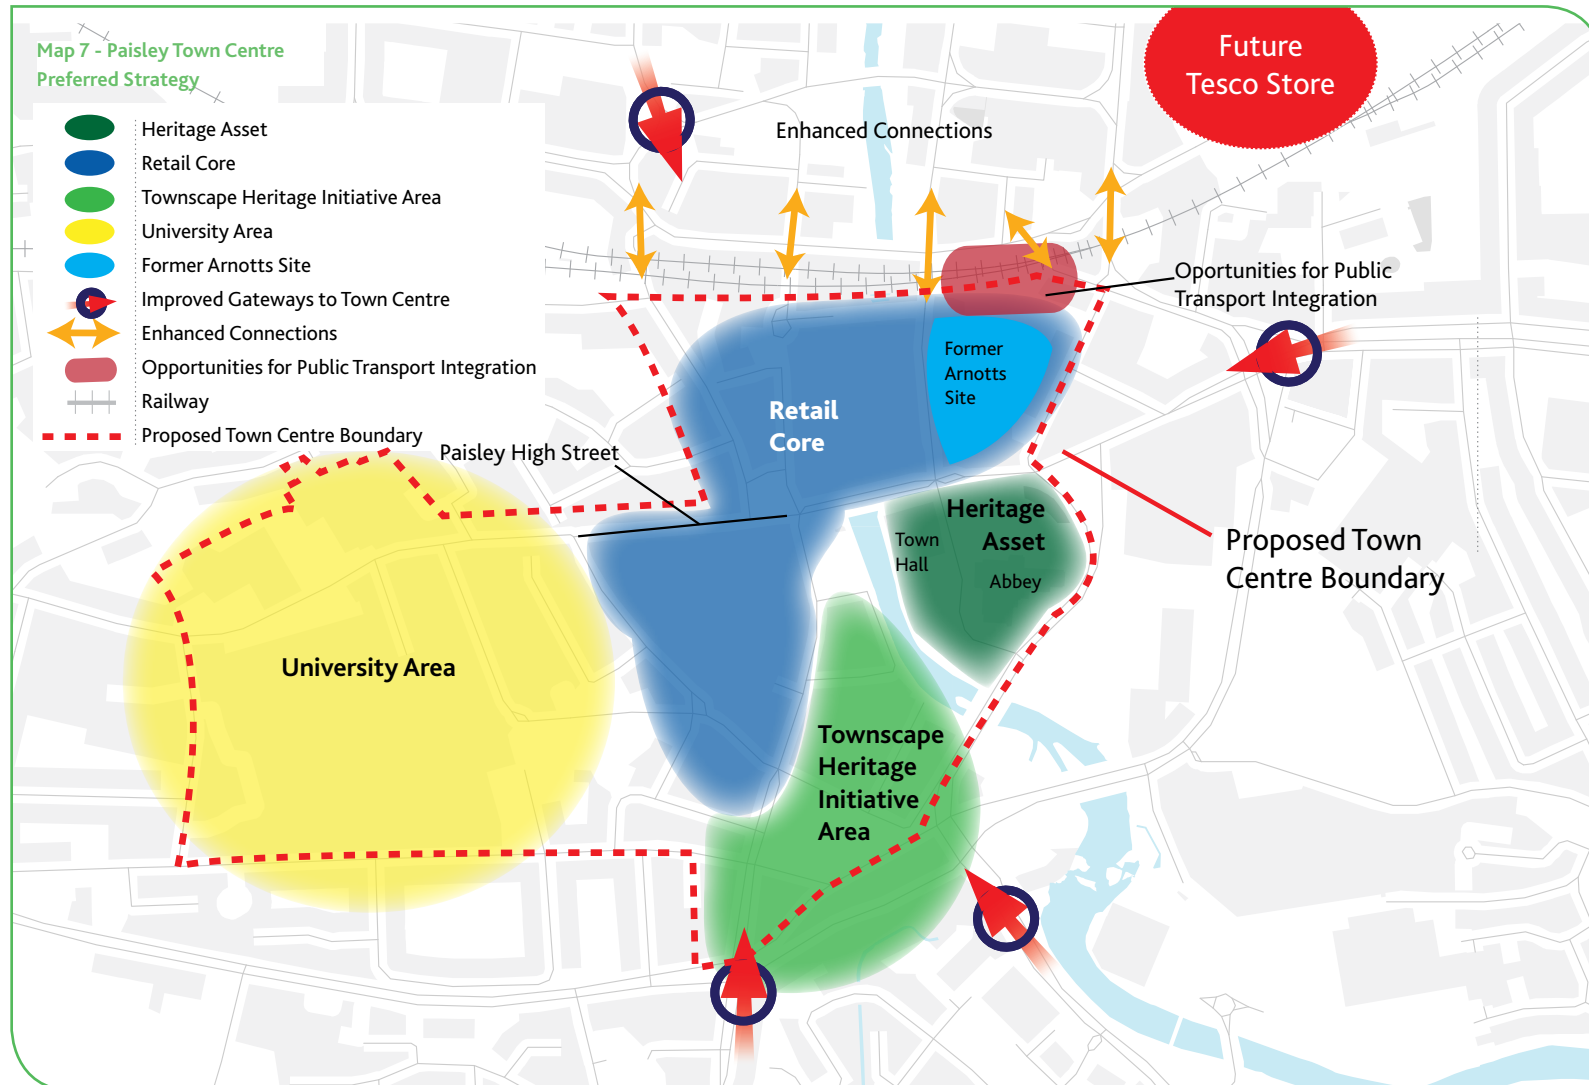 Map 7 - Paisley Town Centre
Preferred Strategy
Heritage Asset
Retail Core
Townscape Heritage Initiative Area
University Area
Former Arnotts Site
Improved Gateways to Town Centre
Enhanced Connections
Opportunities for Public Transport Integration
Railway
Proposed Town Centre Boundary
Future
Tesco Store
Enhanced Connections
Oportunities for Public
Transport Integration
Former
Arnotts
Site
Retail
Core
Paisley High Street
Heritage
Asset
Town
Hall
Abbey
Proposed Town
Centre Boundary
University Area
Townscape
Heritage
Initiative
Area